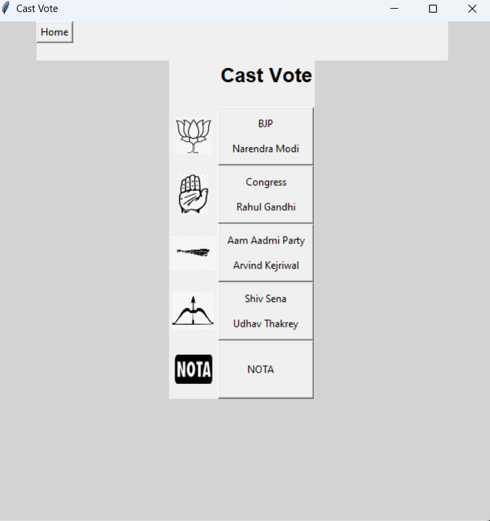 Cast Vote
Home
Cast Vote
BJP
Narendra Modi
Congress
Rahul Gandhi
Aam Aadmi Party
Arvind Kejriwal
Shiv Sena
Udhav Thakrey
NOTA
NOTA